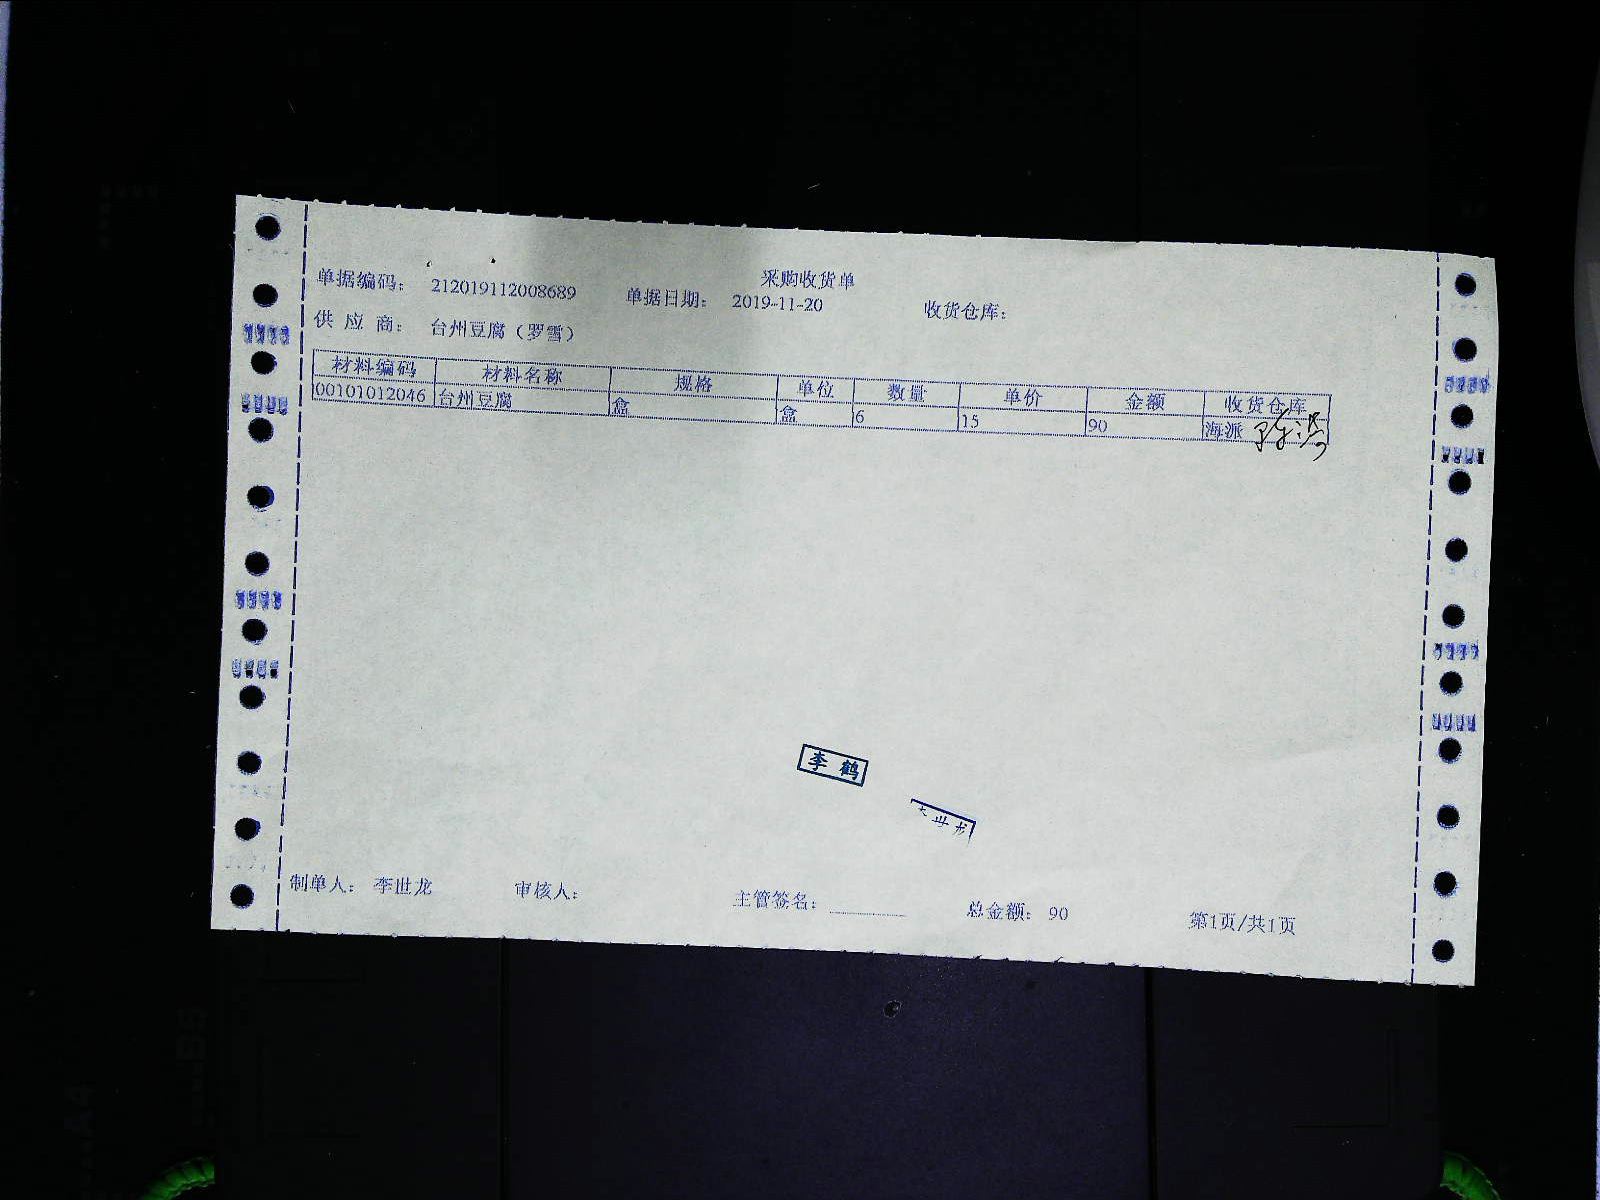 采购收货单
单据编码: 212019112008689 单据日期: 2019-11-20 收货仓库:
供 应 商: 台州豆腐（罗雪）
材料编码 材料名称 规格 单位 数量 单价 金额 收货仓库
00101012046 台州豆腐 盒 盒 6 15 90 海派
李鹤
制单人: 李世龙 审核人: 主管签名: 总金额: 90 第1页/共1页